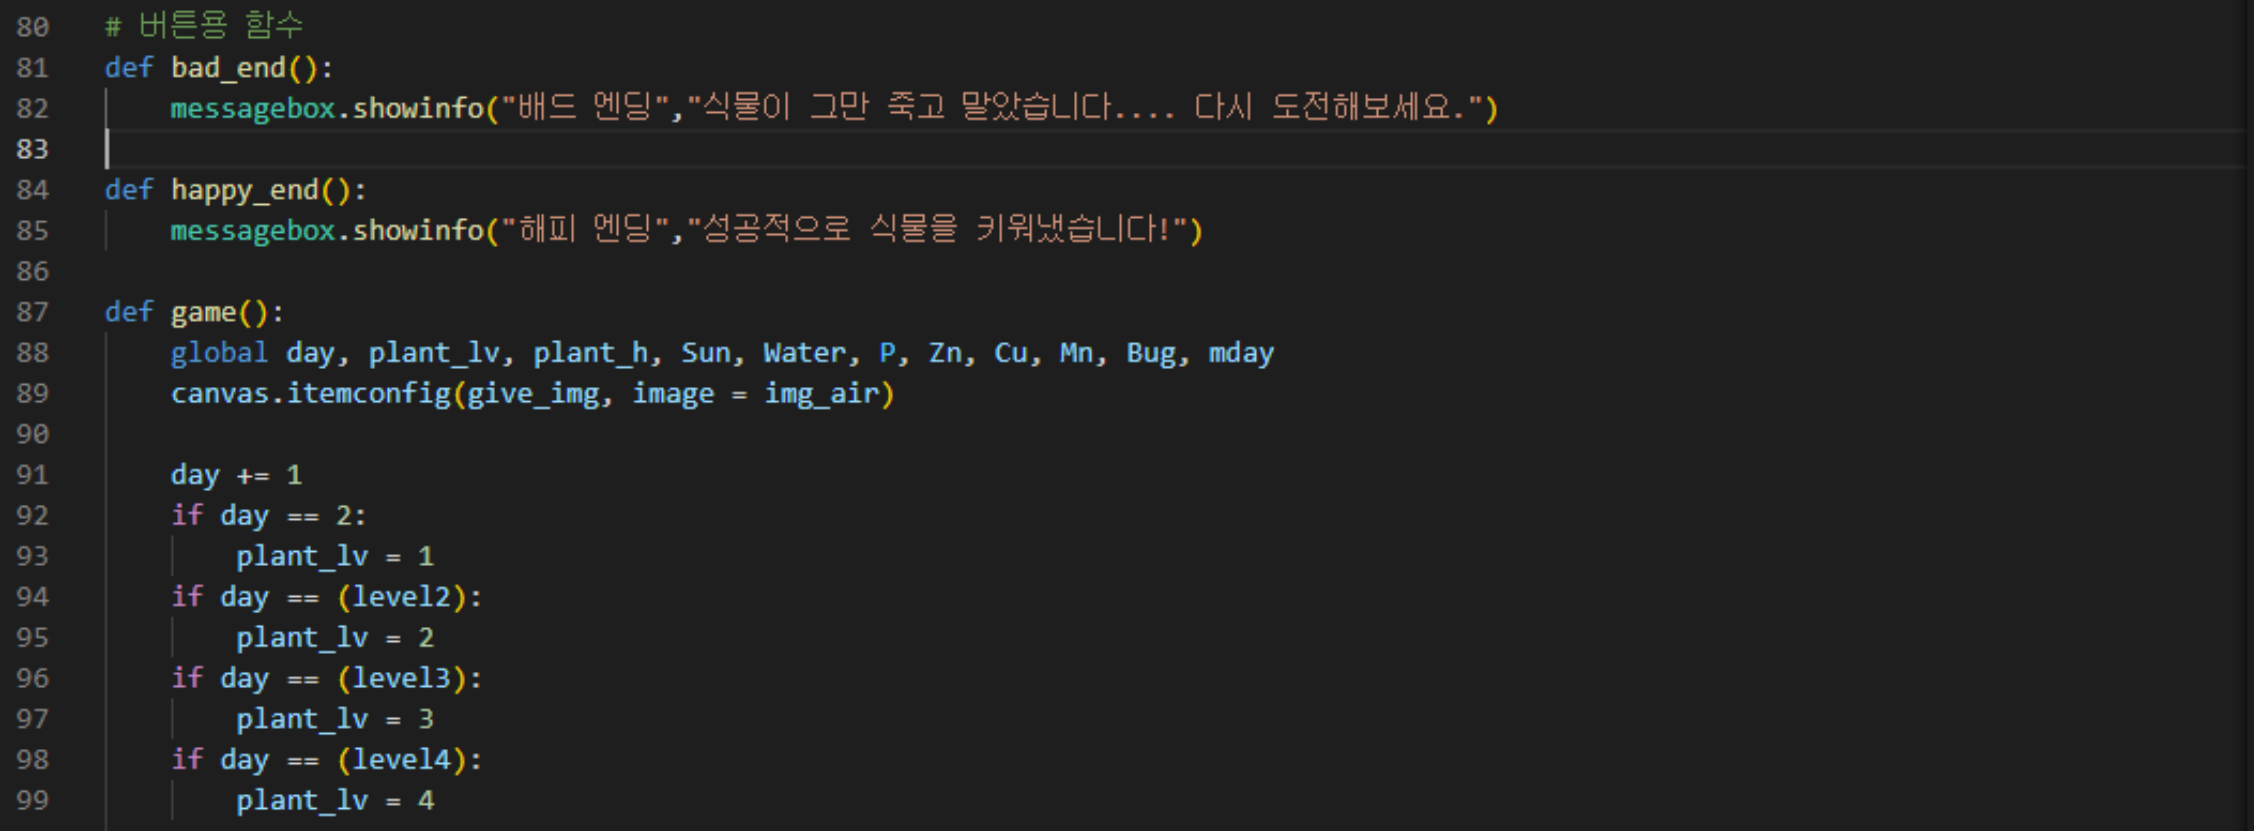 80 # 버튼용 함수
81 def bad_end():
82     messagebox.showinfo("배드 엔딩","식물이 그만 죽고 말았습니다.... 다시 도전해보세요.")
83
84 def happy_end():
85     messagebox.showinfo("해피 엔딩","성공적으로 식물을 키워냈습니다!")
86
87 def game():
88     global day, plant_lv, plant_h, Sun, Water, P, Zn, Cu, Mn, Bug, mday
89     canvas.itemconfig(give_img, image = img_air)
90
91     day += 1
92     if day == 2:
93         plant_lv = 1
94     if day == (level2):
95         plant_lv = 2
96     if day == (level3):
97         plant_lv = 3
98     if day == (level4):
99         plant_lv = 4